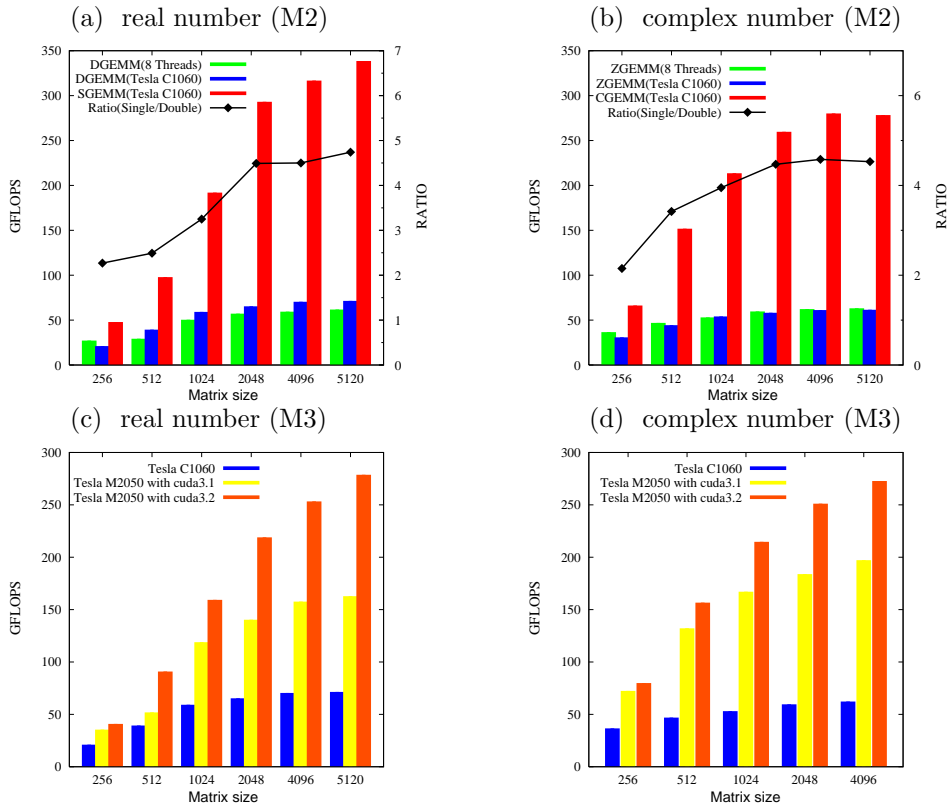 (a) real number (M2)
350
300
250
200
150
100
50
0
GFLOPS
DGEMM(8 Threads)
DGEMM(Tesla C1060)
SGEMM(Tesla C1060)
Ratio(Single/Double)
7
6
5
4
3
2
1
0
RATIO
256 512 1024 2048 4096 5120
Matrix size
(b) complex number (M2)
350
300
250
200
150
100
50
0
GFLOPS
ZGEMM(8 Threads)
ZGEMM(Tesla C1060)
CGEMM(Tesla C1060)
Ratio(Single/Double)
6
4
2
0
RATIO
256 512 1024 2048 4096 5120
Matrix size
(c) real number (M3)
300
250
200
150
100
50
0
GFLOPS
Tesla C1060
Tesla M2050 with cuda3.1
Tesla M2050 with cuda3.2
256 512 1024 2048 4096 5120
Matrix size
(d) complex number (M3)
300
250
200
150
100
50
0
GFLOPS
Tesla C1060
Tesla M2050 with cuda3.1
Tesla M2050 with cuda3.2
256 512 1024 2048 4096
Matrix size